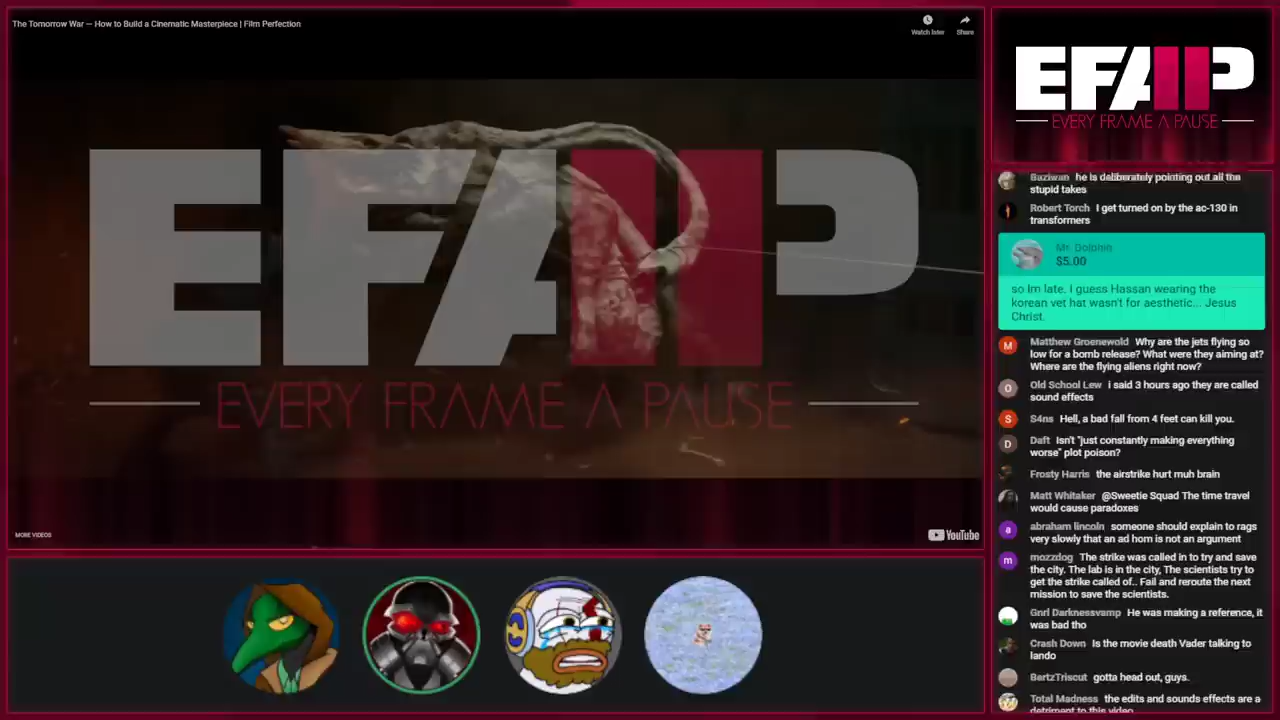 The Tomorrow War – How to Build a Cinematic Masterpiece | Film Perfection
Watch later
Share
EFAP
EVERY FRAME A PAUSE
MORE VIDEOS
YouTube
EFAP
EVERY FRAME A PAUSE
Baziwan he is deliberately pointing out all the
stupid takes
Robert Torch I get turned on by the ac-130 in
transformers
Mr. Dolphin
$5.00
so Im late, I guess Hassan wearing the
korean vet hat wasn't for aesthetic... Jesus
Christ.
Matthew Groenewold Why are the jets flying so
low for a bomb release? What were they aiming at?
Where are the flying aliens right now?
Old School Lew i said 3 hours ago they are called
sound effects
S4ns Hell, a bad fall from 4 feet can kill you.
Daft Isn't "just constantly making everything
worse" plot poison?
Frosty Harris the airstrike hurt muh brain
Matt Whitaker @Sweetie Squad The time travel
would cause paradoxes
abraham lincoln someone should explain to rags
very slowly that an ad hom is not an argument
mozzdog The strike was called in to try and save
the city. The lab is in the city, The scientists try to
get the strike called of.. Fail and reroute the next
mission to save the scientists.
Gnrl Darknessvamp He was making a reference, it
was bad tho
Crash Down Is the movie death Vader talking to
lando
BertzTriscut gotta head out, guys.
Total Madness the edits and sounds effects are a
detriment to this video